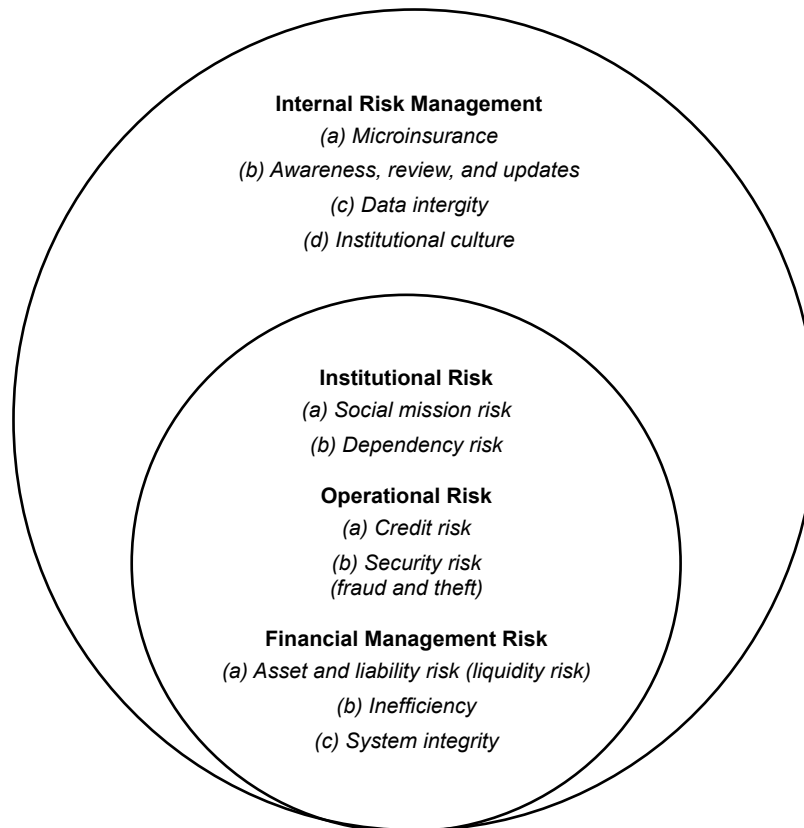 Internal Risk Management
(a) Microinsurance
(b) Awareness, review, and updates
(c) Data intergity
(d) Institutional culture
Institutional Risk
(a) Social mission risk
(b) Dependency risk
Operational Risk
(a) Credit risk
(b) Security risk
(fraud and theft)
Financial Management Risk
(a) Asset and liability risk (liquidity risk)
(b) Inefficiency
(c) System integrity